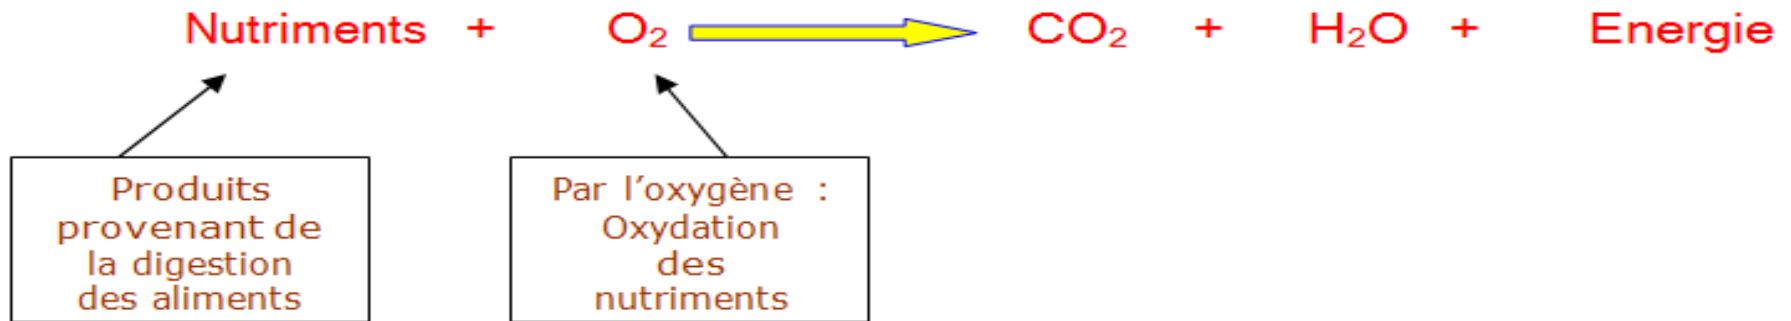 Nutriments + O₂ CO₂ + H₂O + Energie
Produits
provenant de
la digestion
des aliments
Par l’oxygène :
Oxydation
des
nutriments